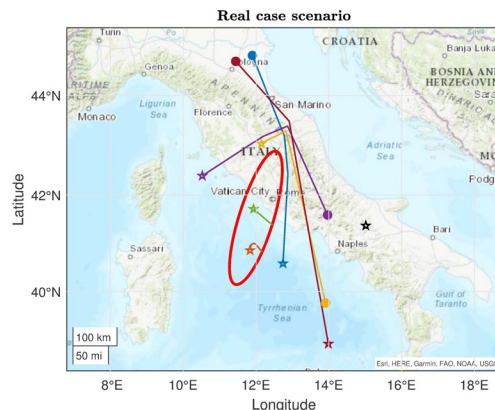 Real case scenario
Turin
CROATIA
Bologna
Banja Luka
Genoa
BOSNIA AND
HERZEGOVINA
44°N
Ligurian
Sea
Florence
San Marino
APENNIN
DINARIC
Monaco
ITALY
Adriatic
Sea
Latitude
42°N
Vatican City
Rome
Sassari
Naples
Bari
40°N
Tyrrhenian
Sea
Gulf of
Taranto
100 km
50 mi
Esri, HERE, Garmin, FAO, NOAA, USGS
8°E 10°E 12°E 14°E 16°E 18°E
Longitude